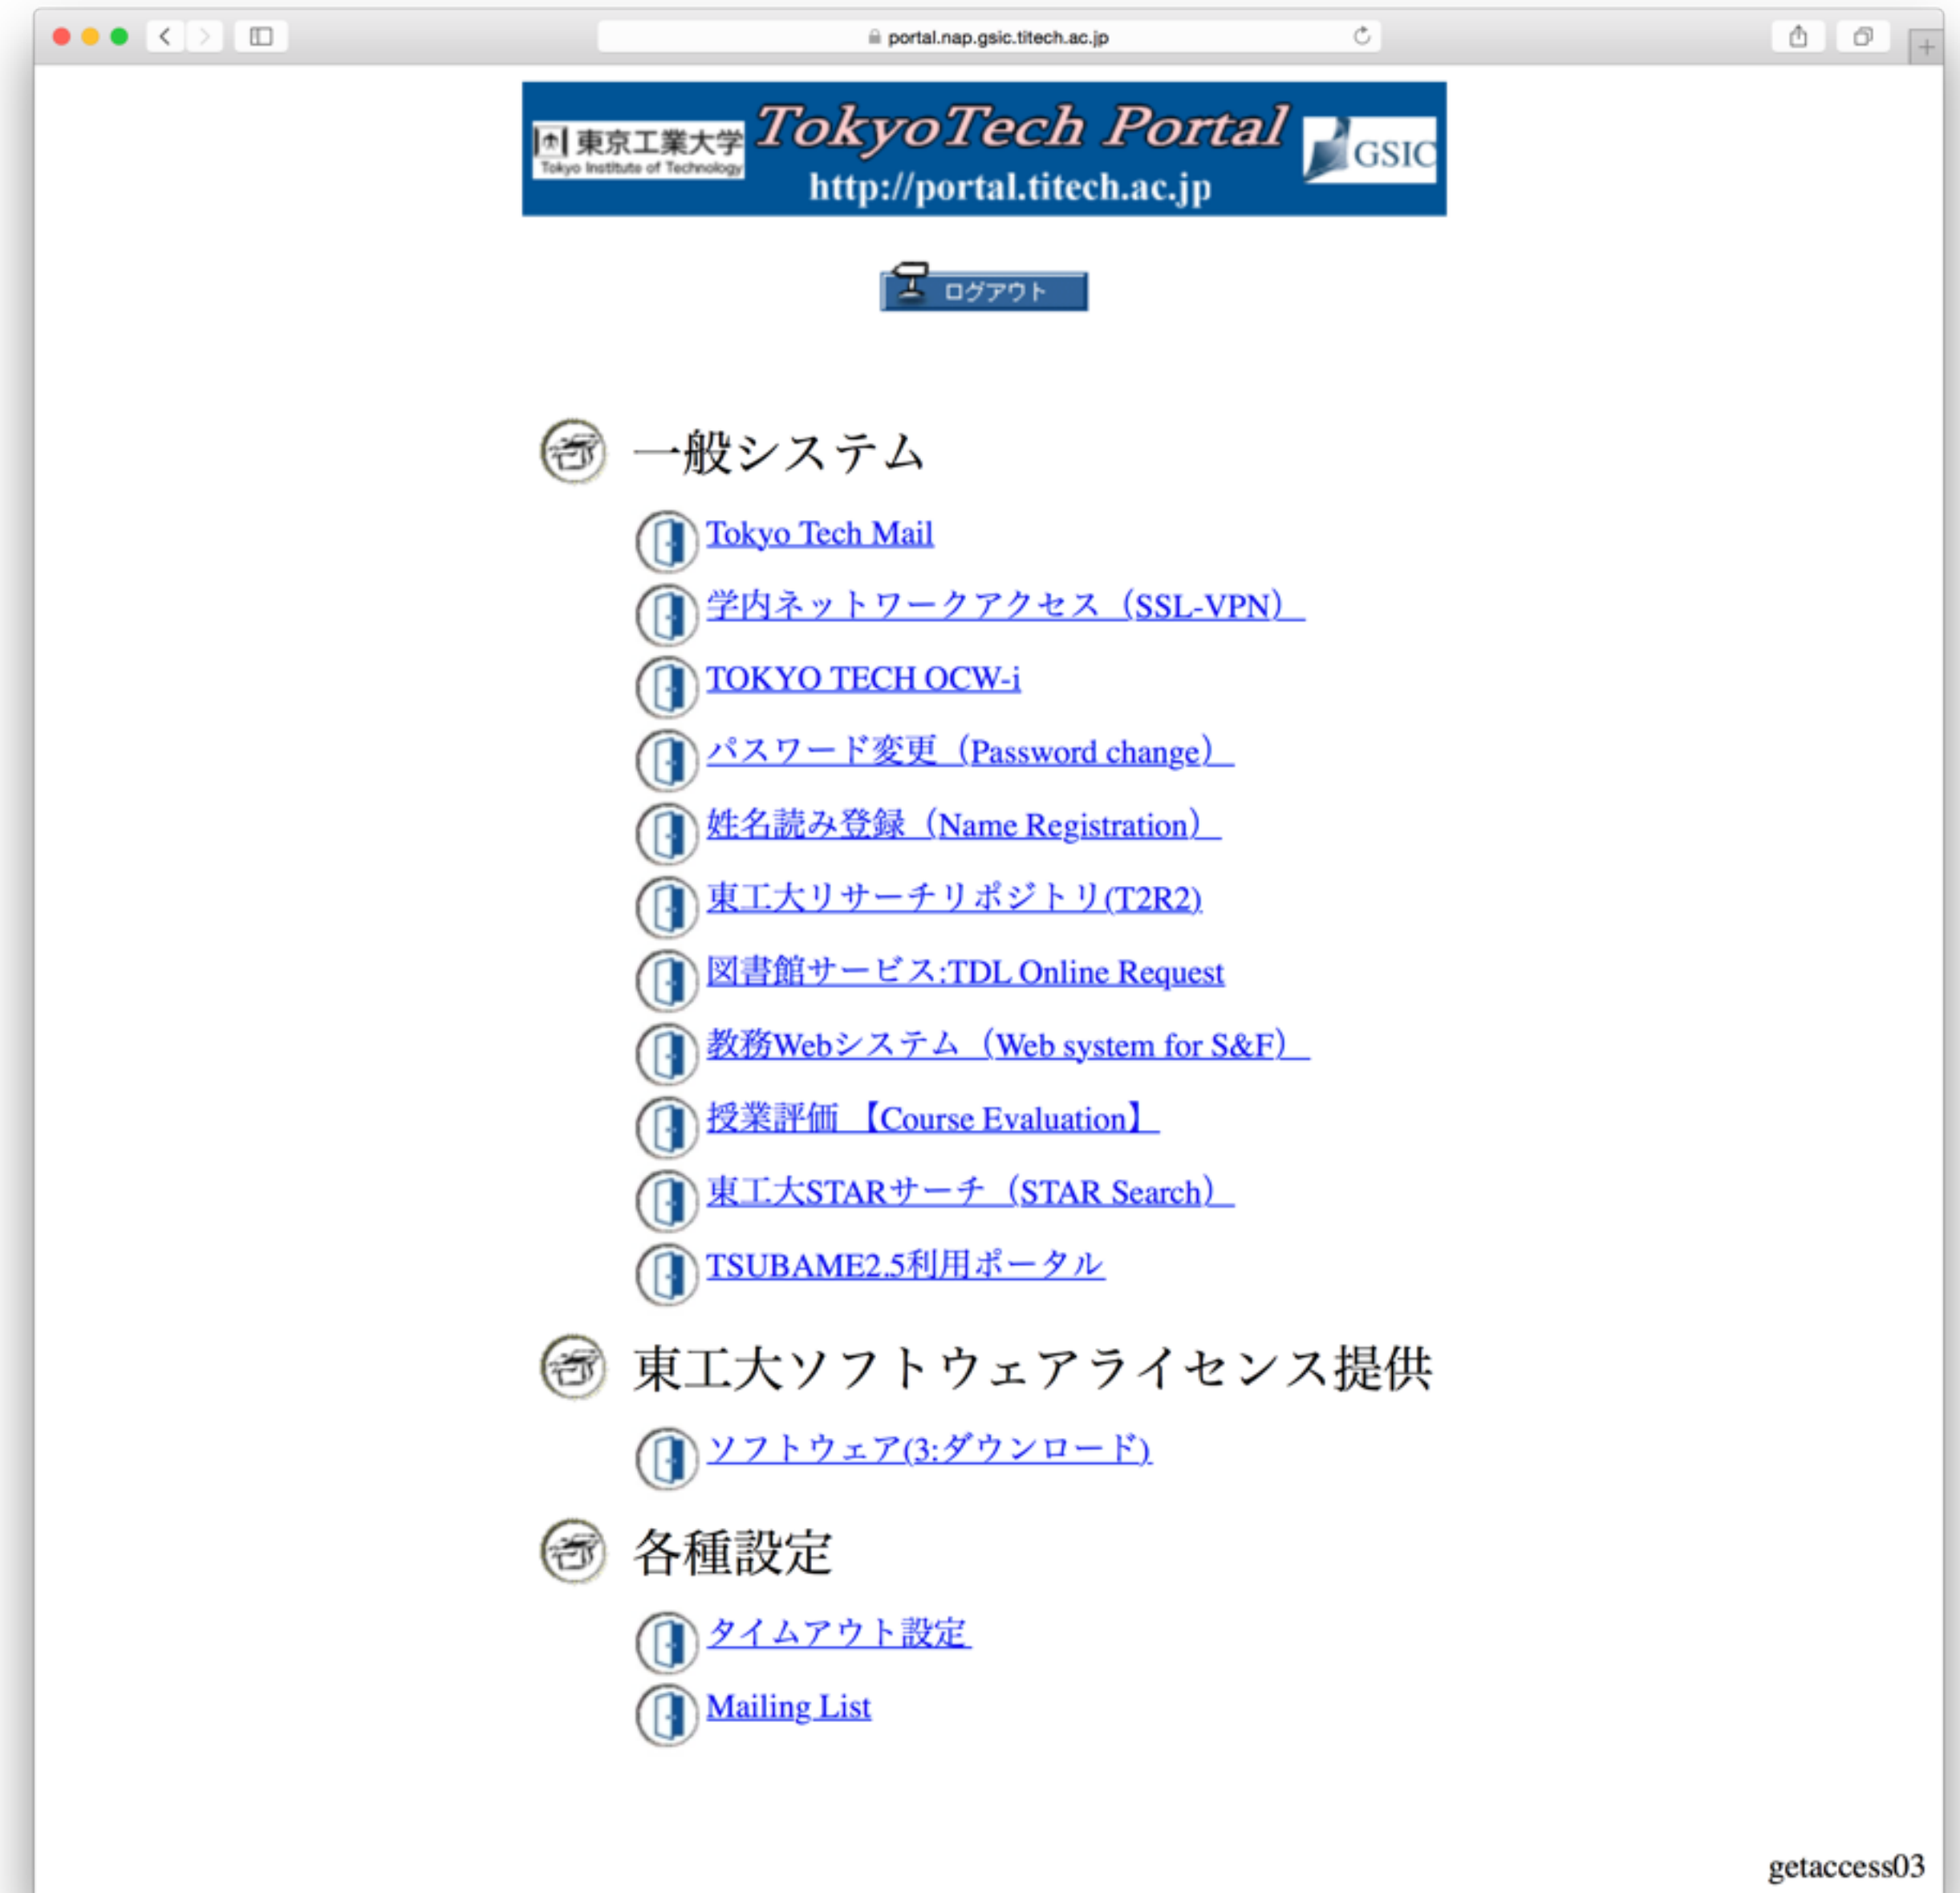 portal.nap.gsic.titech.ac.jp
東京工業大学
Tokyo Institute of Technology
TokyoTech Portal
http://portal.titech.ac.jp
GSIC
ログアウト
一般システム
Tokyo Tech Mail
学内ネットワークアクセス（SSL-VPN）
TOKYO TECH OCW-i
パスワード変更（Password change）
姓名読み登録（Name Registration）
東工大リサーチリポジトリ(T2R2)
図書館サービス:TDL Online Request
教務Webシステム（Web system for S&F）
授業評価 【Course Evaluation】
東工大STARサーチ（STAR Search）
TSUBAME2.5利用ポータル
東工大ソフトウェアライセンス提供
ソフトウェア(3:ダウンロード)
各種設定
タイムアウト設定
Mailing List
getaccess03